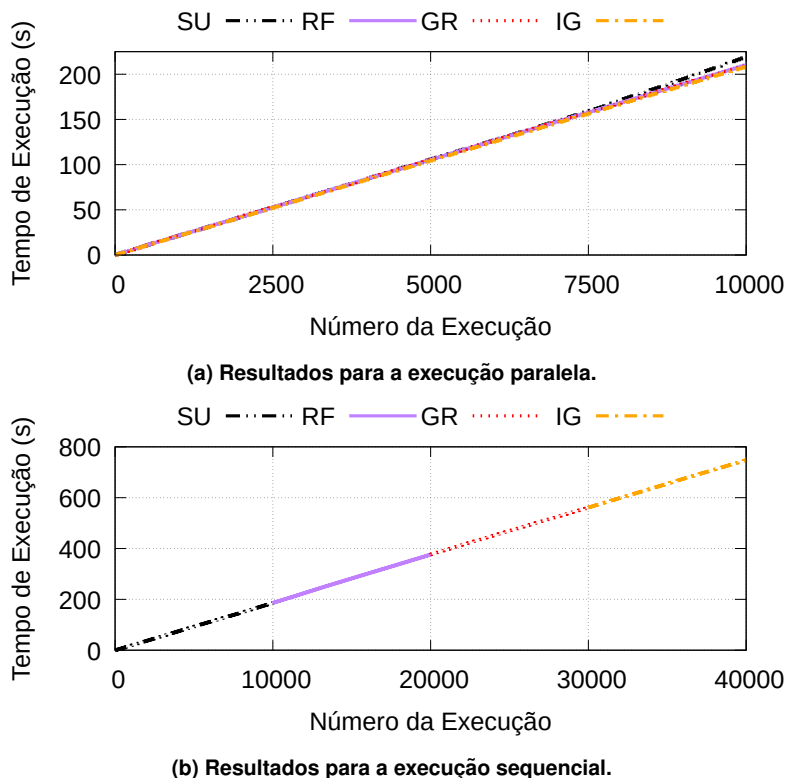 SU RF GR IG
Tempo de Execução (s)
200
150
100
50
0
0 2500 5000 7500 10000
Número da Execução
(a) Resultados para a execução paralela.
SU RF GR IG
Tempo de Execução (s)
800
600
400
200
0
0 10000 20000 30000 40000
Número da Execução
(b) Resultados para a execução sequencial.